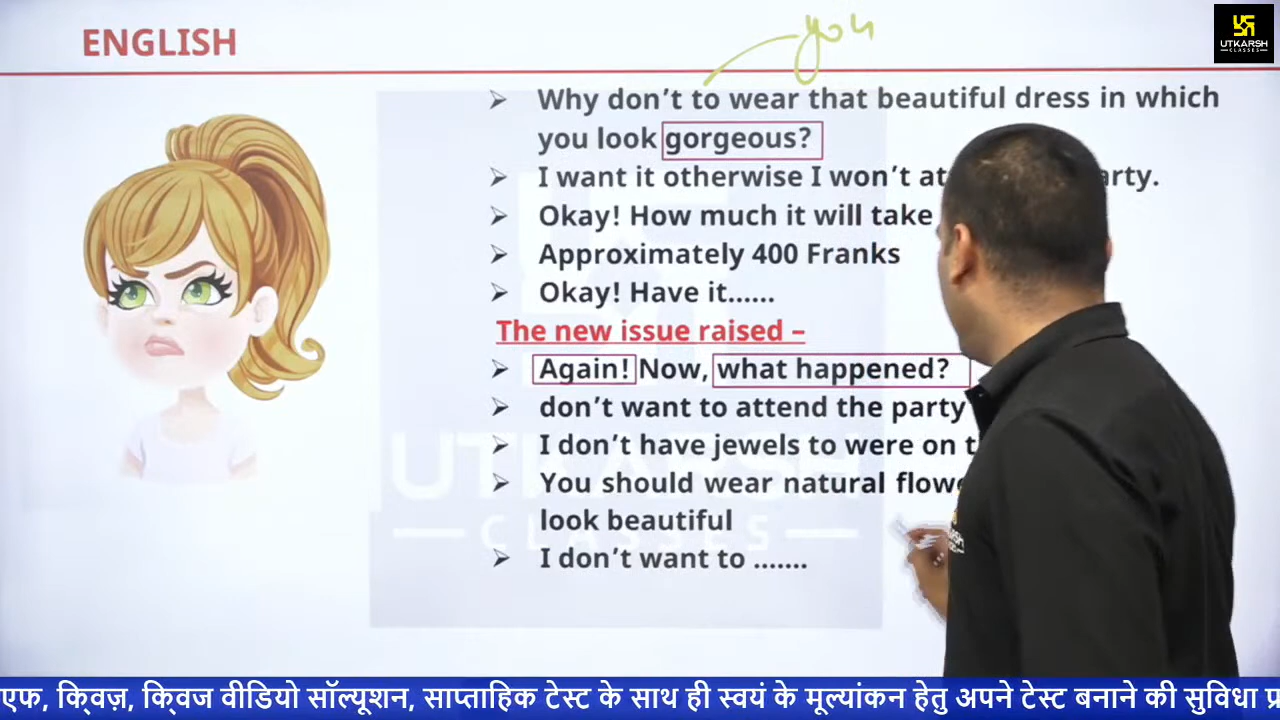 ENGLISH
you
UTKARSH
CLASSES
➢ Why don't to wear that beautiful dress in which
you look gorgeous?
➢ I want it otherwise I won't
➢ Okay! How much it will take
➢ Approximately 400 Franks
➢ Okay! Have it......
The new issue raised –
➢ Again! Now, what happened?
➢ don't want to attend the party
➢ I don't have jewels to were on
➢ You should wear natural
look beautiful
➢ I don't want to .......
UTKARSH
CLASSES
एफ, क्विज़, क्विज वीडियो सॉल्यूशन, साप्ताहिक टेस्ट के साथ ही स्वयं के मूल्यांकन हेतु अपने टेस्ट बनाने की सुविधा